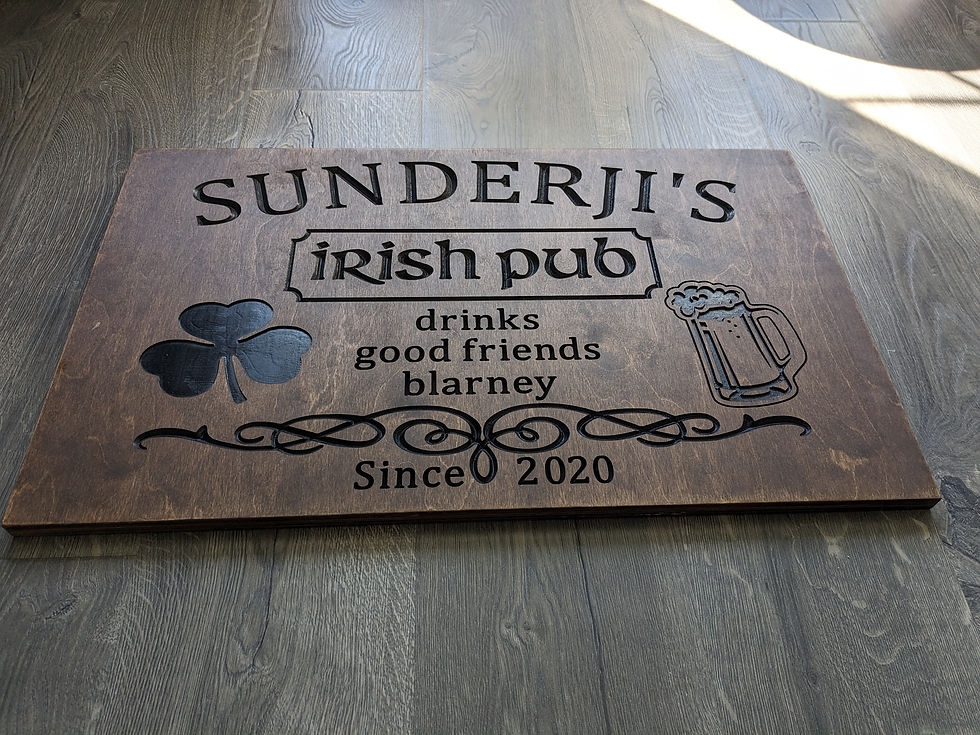 SUNDERJI'S
irish pub
drinks
good friends
blarney
Since 2020